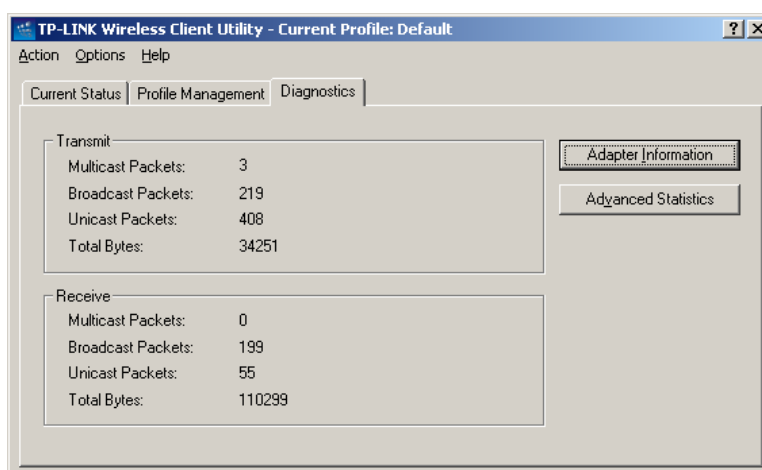 TP-LINK Wireless Client Utility - Current Profile: Default
Action Options Help
Current Status Profile Management Diagnostics
Transmit
Multicast Packets: 3
Broadcast Packets: 219
Unicast Packets: 408
Total Bytes: 34251
Adapter Information
Advanced Statistics
Receive
Multicast Packets: 0
Broadcast Packets: 199
Unicast Packets: 55
Total Bytes: 110299